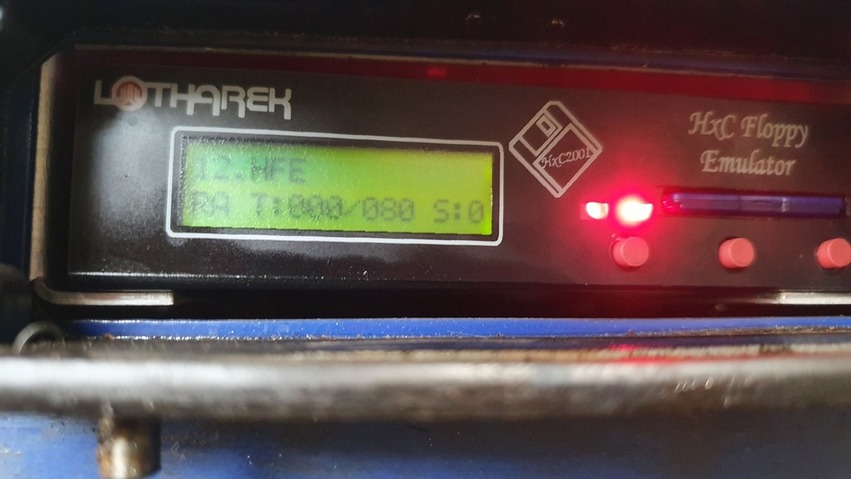 LOTHAREK
12.HFE
RA T:000/080 S:0
HxC2001
HxC Floppy
Emulator